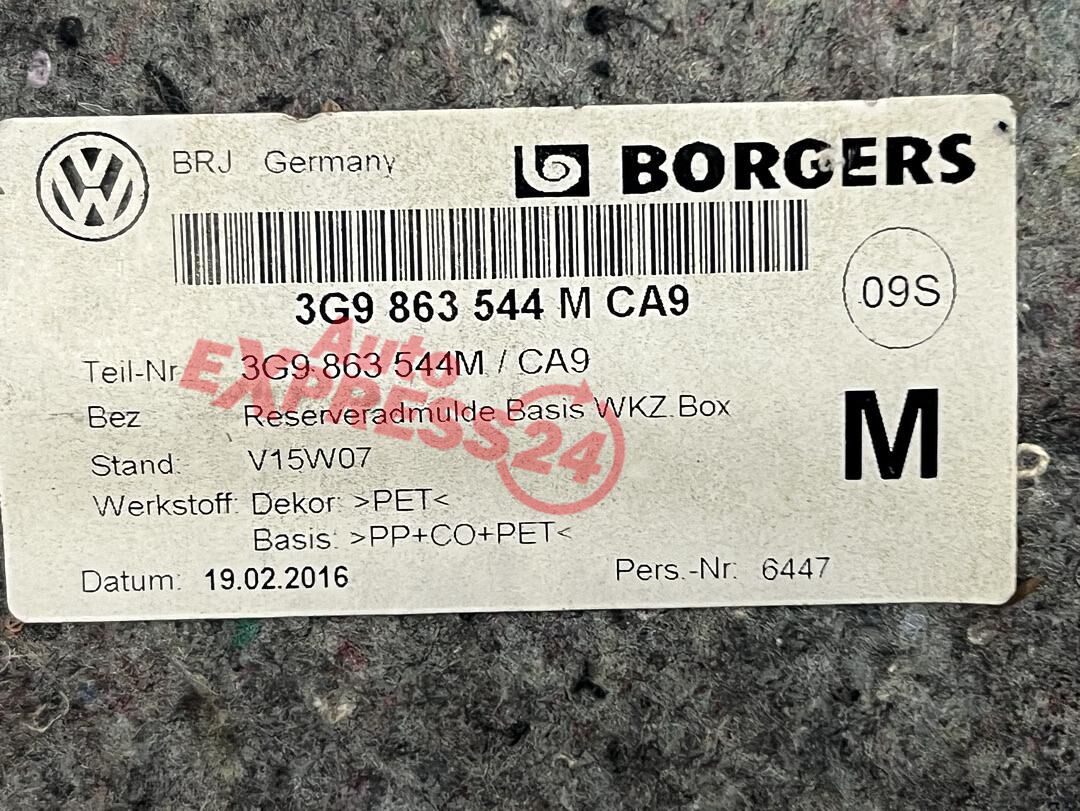 BRJ Germany
BORGERS
3G9 863 544 M CA9
09S
Teil-Nr 3G9 863 544M / CA9
Bez Reserveradmulde Basis WKZ.Box
M
Stand: V15W07
Werkstoff: Dekor: >PET<
Basis: >PP+CO+PET<
Datum: 19.02.2016 Pers.-Nr: 6447
Auto
EXPRESS24